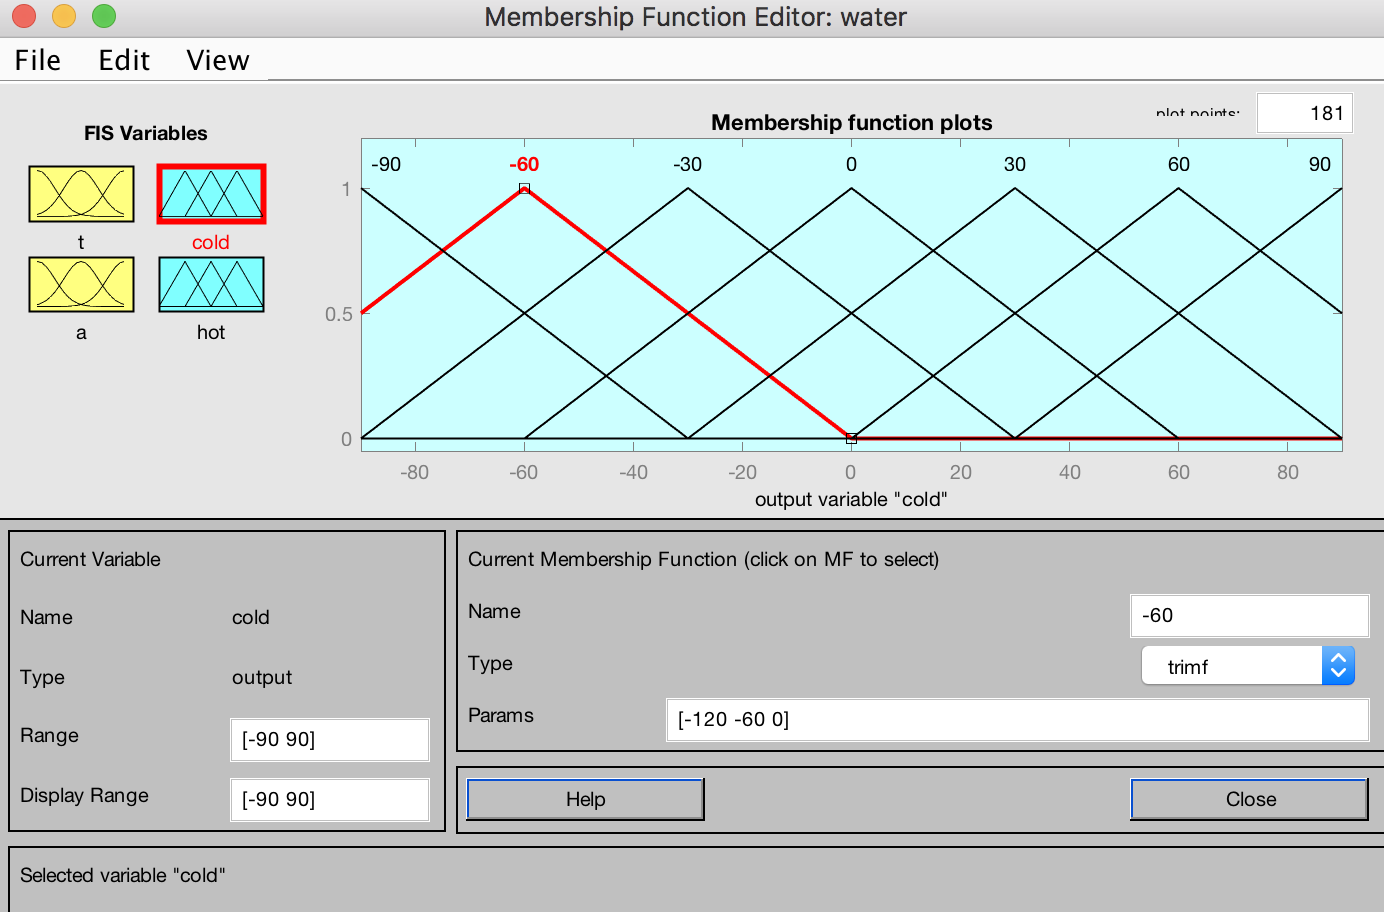 Membership Function Editor: water
File Edit View
FIS Variables
t
cold
a
hot
plot points:
181
Membership function plots
-90 -60 -30 0 30 60 90
1
0.5
0
-80 -60 -40 -20 0 20 40 60 80
output variable "cold"
Current Variable
Name cold
Type output
Range [-90 90]
Display Range [-90 90]
Current Membership Function (click on MF to select)
Name -60
Type trimf
Params [-120 -60 0]
Help Close
Selected variable "cold"